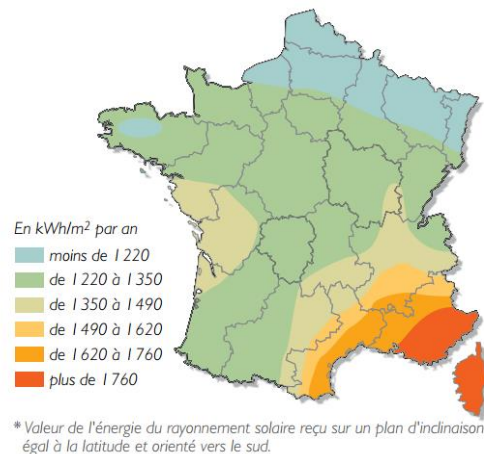 En kWh/m² par an
moins de 1 220
de 1 220 à 1 350
de 1 350 à 1 490
de 1 490 à 1 620
de 1 620 à 1 760
plus de 1 760
* Valeur de l'énergie du rayonnement solaire reçu sur un plan d'inclinaison
égal à la latitude et orienté vers le sud.